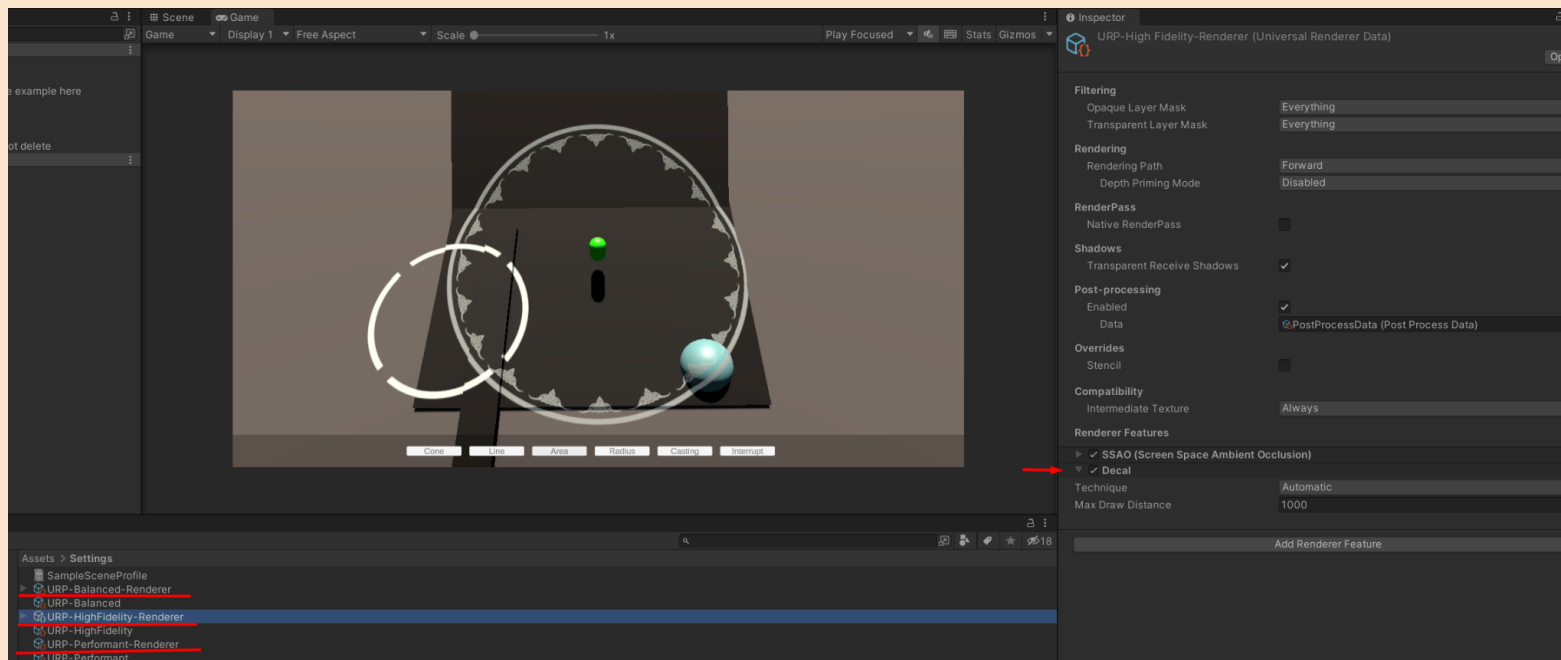 Scene
Game
Game
Display 1
Free Aspect
Scale
1x
Play Focused
Stats
Gizmos
e example here
ot delete
Cone
Line
Area
Radius
Casting
Interrupt
18
Assets > Settings
SampleSceneProfile
URP-Balanced-Renderer
URP-Balanced
URP-HighFidelity-Renderer
URP-HighFidelity
URP-Performant-Renderer
URP-Performant
Inspector
URP-High Fidelity-Renderer (Universal Renderer Data)
Op
Filtering
Opaque Layer Mask Everything
Transparent Layer Mask Everything
Rendering
Rendering Path Forward
Depth Priming Mode Disabled
RenderPass
Native RenderPass
Shadows
Transparent Receive Shadows
Post-processing
Enabled
Data PostProcessData (Post Process Data)
Overrides
Stencil
Compatibility
Intermediate Texture Always
Renderer Features
SSAO (Screen Space Ambient Occlusion)
Decal
Technique Automatic
Max Draw Distance 1000
Add Renderer Feature